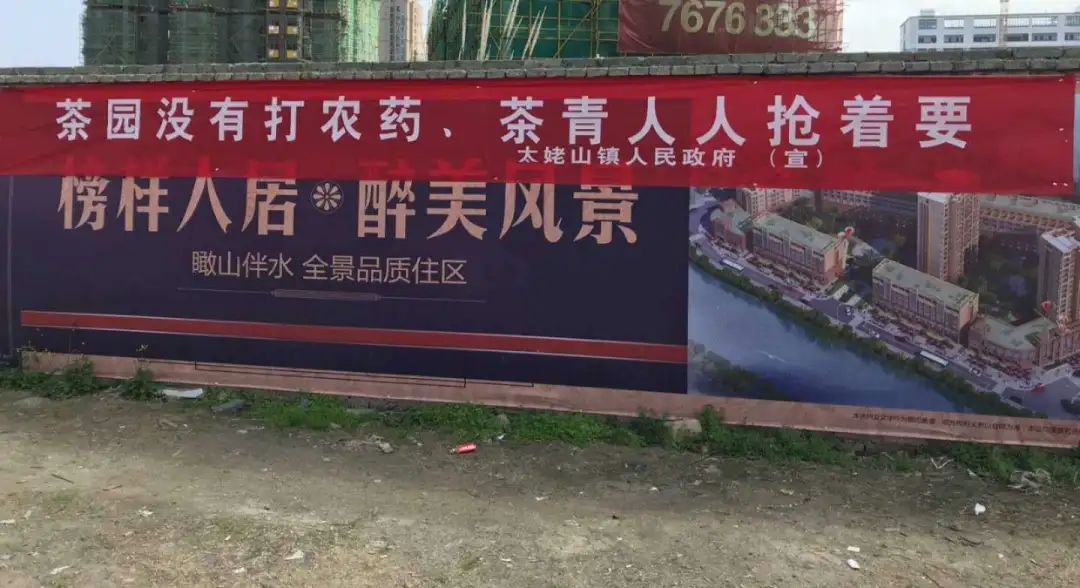 7676 333
茶园没有打农药、茶青人人抢着要
太姥山镇人民政府 （宣）
榜样人居 醉美风景
瞰山伴水 全景品质住区